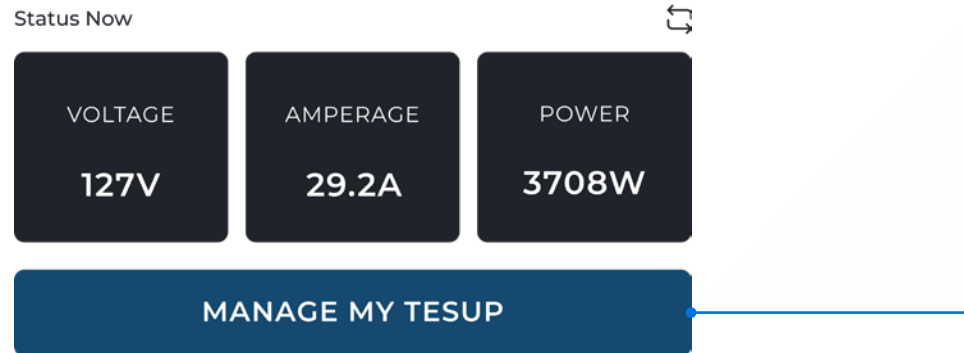 Status Now
VOLTAGE AMPERAGE POWER
127V 29.2A 3708W
MANAGE MY TESUP